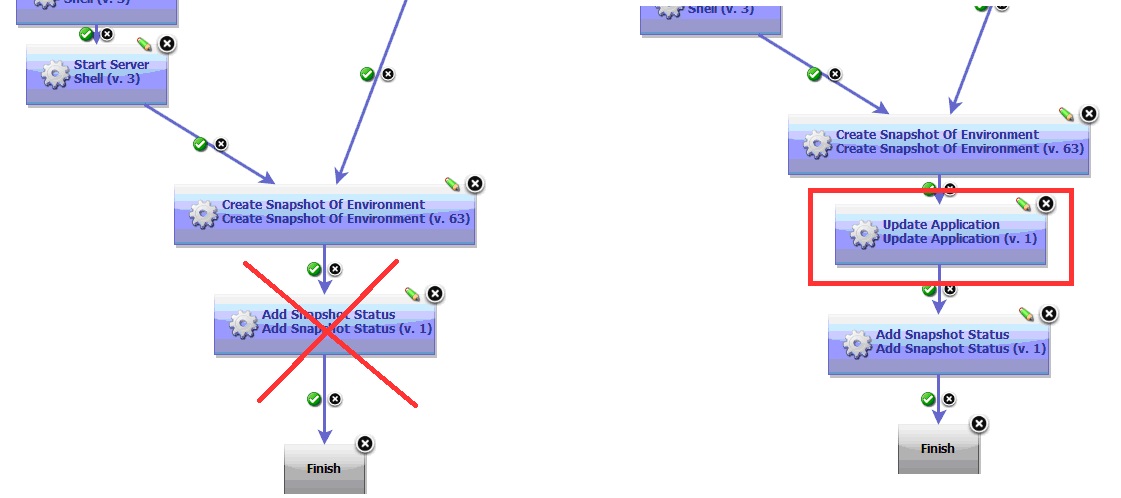 Shell (v. 3)
Start Server
Shell (v. 3)
Create Snapshot Of Environment
Create Snapshot Of Environment (v. 63)
Add Snapshot Status
Add Snapshot Status (v. 1)
Finish
Shell (v. 3)
Create Snapshot Of Environment
Create Snapshot Of Environment (v. 63)
Update Application
Update Application (v. 1)
Add Snapshot Status
Add Snapshot Status (v. 1)
Finish